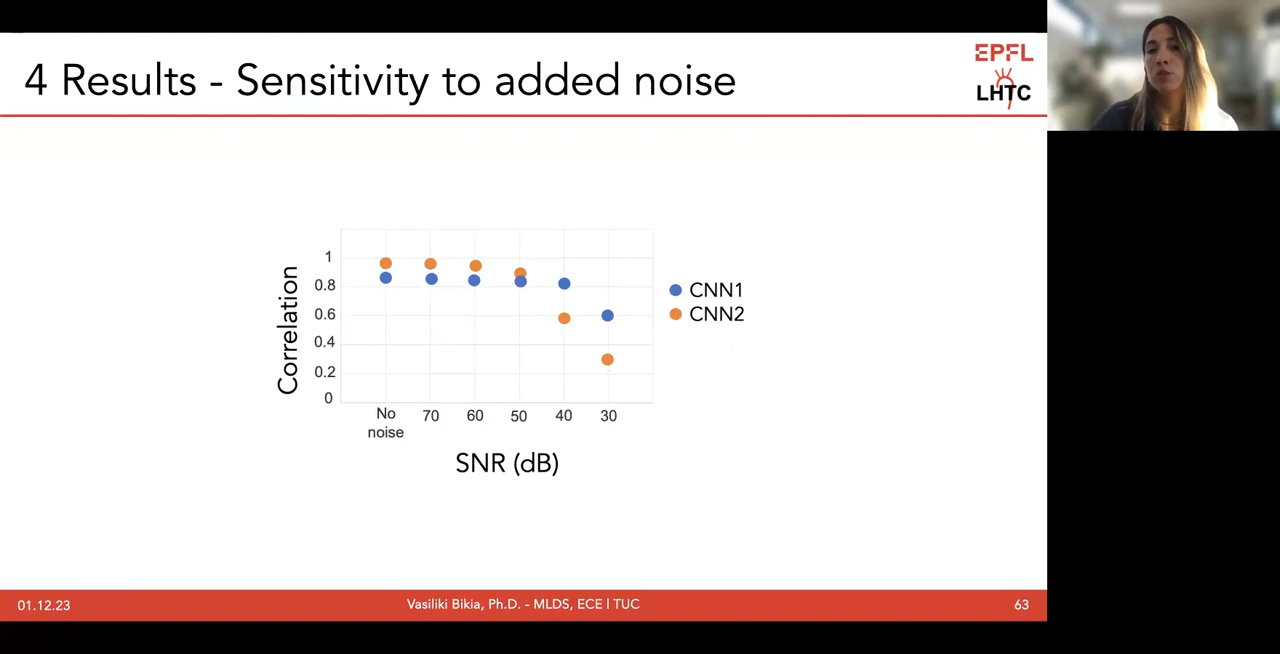 4 Results - Sensitivity to added noise
EPFL
LHTC
Correlation
1
0.8
0.6
0.4
0.2
0
No noise
70
60
50
40
30
SNR (dB)
CNN1
CNN2
01.12.23
Vasiliki Bikia, Ph.D. - MLDS, ECE | TUC
63